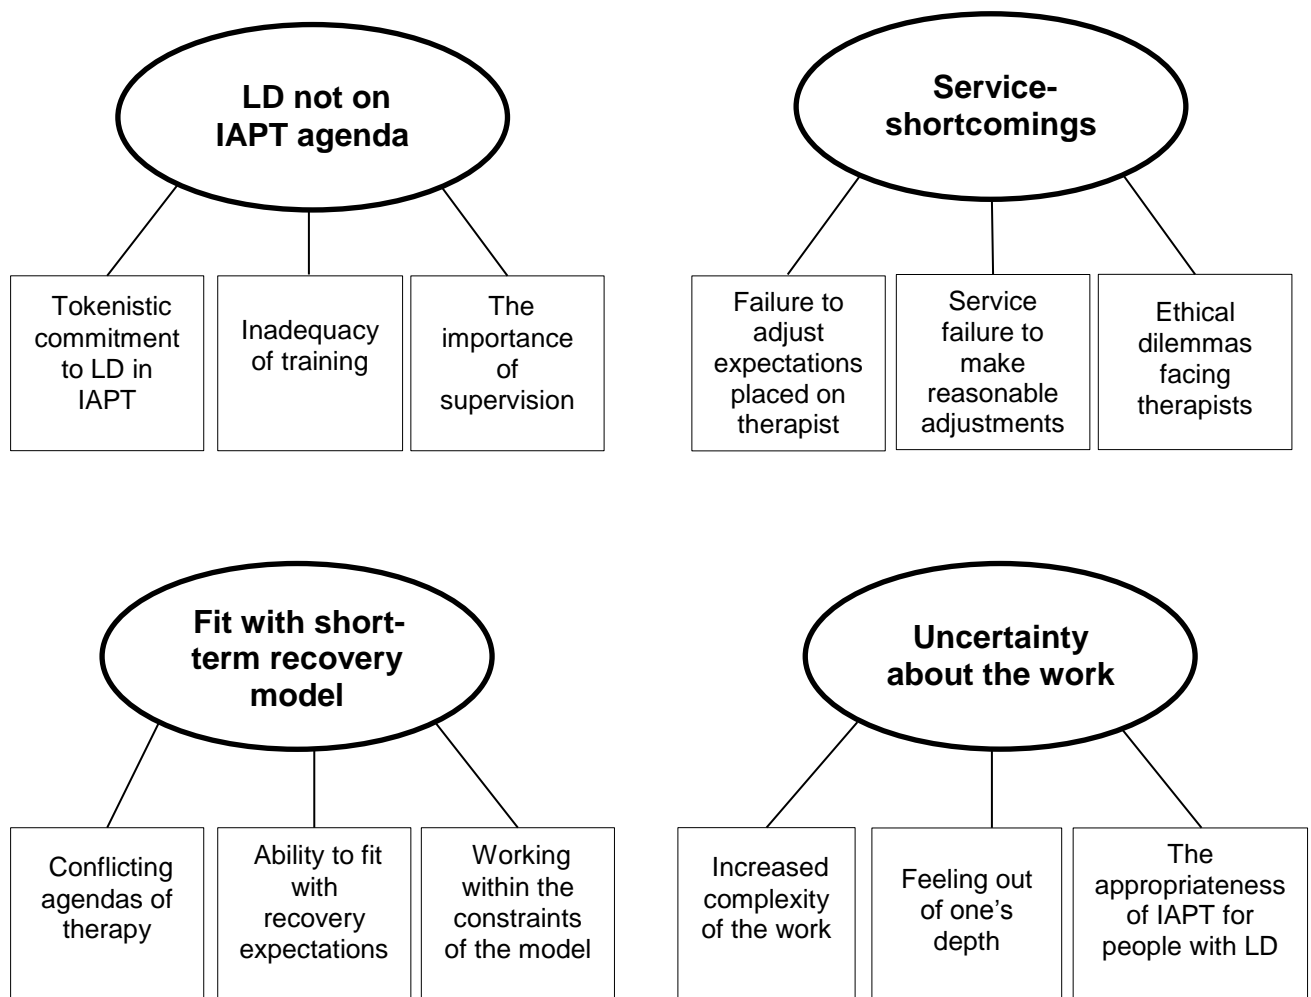 LD not on
IAPT agenda
Tokenistic
commitment
to LD in
IAPT
Inadequacy
of training
The
importance
of
supervision
Service-
shortcomings
Failure to
adjust
expectations
placed on
therapist
Service
failure to
make
reasonable
adjustments
Ethical
dilemmas
facing
therapists
Fit with short-
term recovery
model
Conflicting
agendas of
therapy
Ability to fit
with
recovery
expectations
Working
within the
constraints
of the model
Uncertainty
about the work
Increased
complexity
of the work
Feeling out
of one’s
depth
The
appropriateness
of IAPT for
people with LD